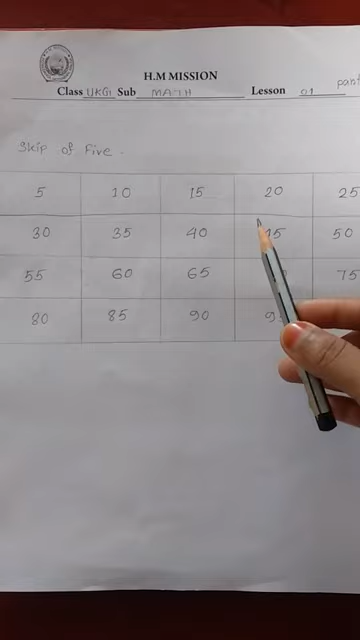 H.M MISSION
Class UKG Sub MATH Lesson 01
Skip of Five.
5 10 15 20 25
30 35 40 50
55 60 65 75
80 85 90